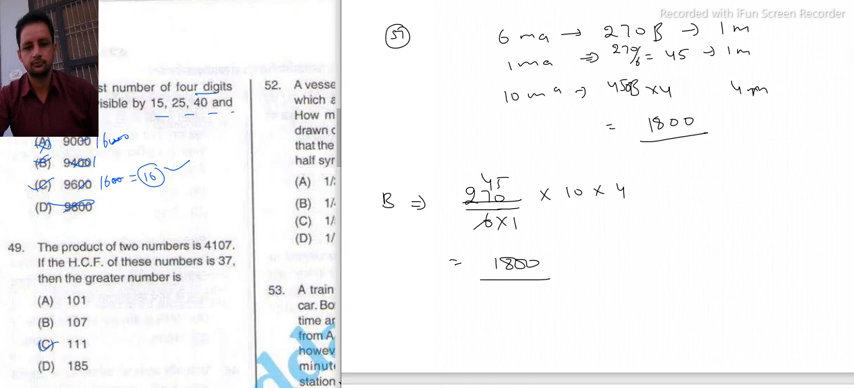 Recorded with iFun Screen Recorder
st number of four digits
isible by 15, 25, 40 and
(A) 9000 16000
(B) 9400
(C) 9600 1600 = 16
(D) 9800
49. The product of two numbers is 4107.
If the H.C.F. of these numbers is 37,
then the greater number is
(A) 101
(B) 107
(C) 111
(D) 185
52. A vesse
which a
How m
drawn o
that the
half syr
(A) 1/
(B) 1/
(C) 1/
(D) 1/
53. A train
car. Bo
time ar
from A
howev
minute
station
6 ma → 270 B → 1 m
1 ma ⇒ 270/6 = 45 → 1 m
10 ma → 45B × 4 4 m
= 1800
B ⇒ 270/6×1 45 × 10 × 4
= 1800